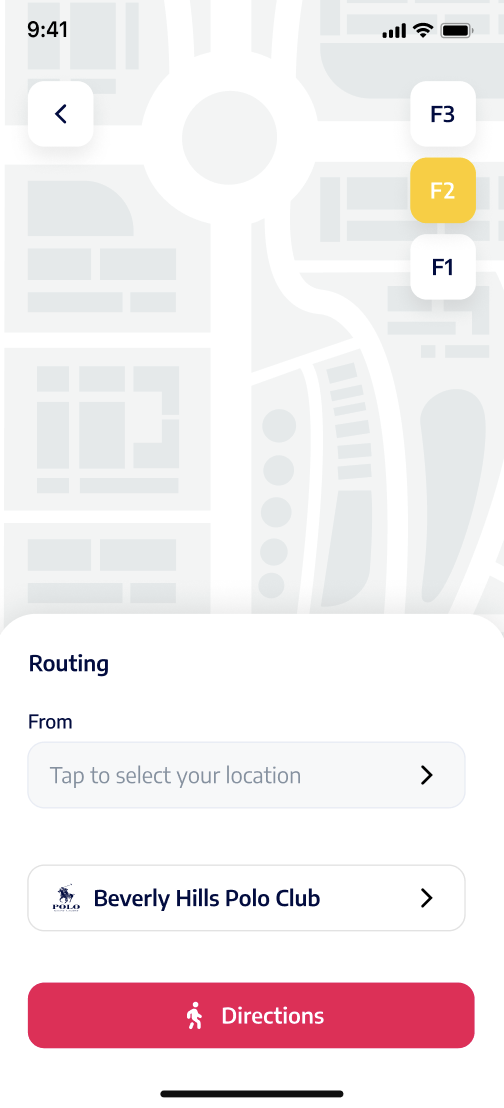 9:41
F3
F2
F1
Routing
From
Tap to select your location
POLO
Beverly Hills Polo Club
Directions